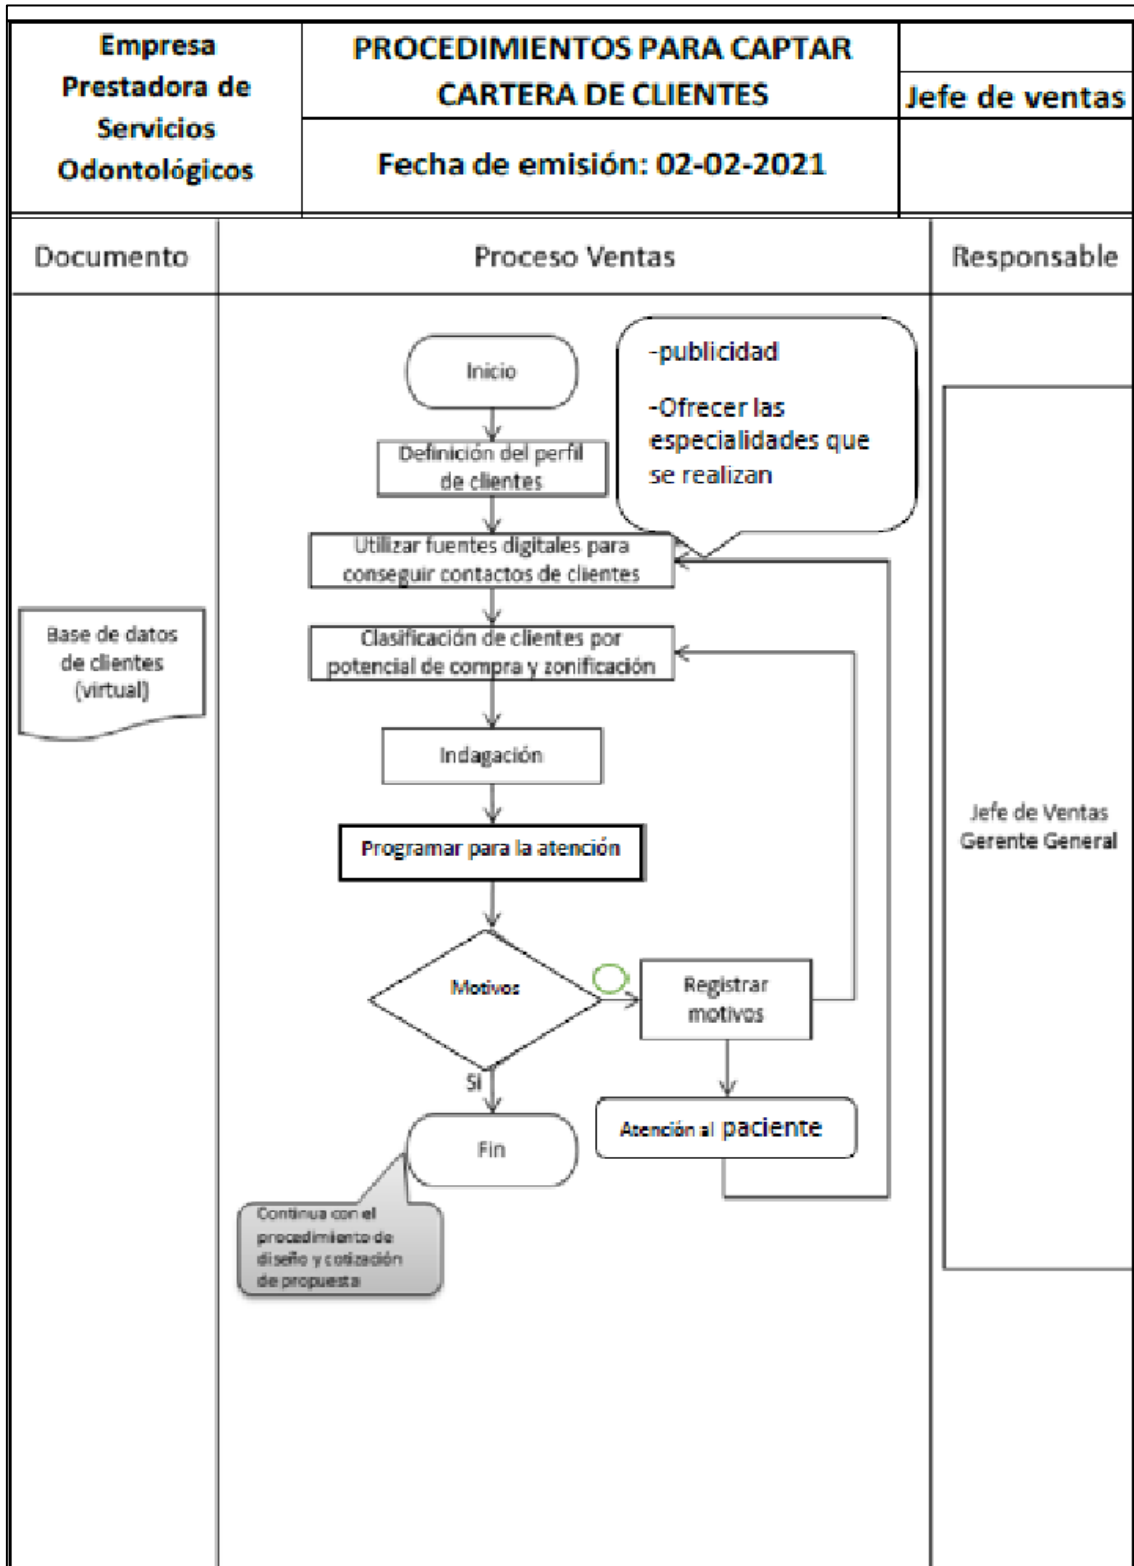 Empresa
Prestadora de
Servicios
Odontológicos
PROCEDIMIENTOS PARA CAPTAR
CARTERA DE CLIENTES
Fecha de emisión: 02-02-2021
Jefe de ventas
Documento
Proceso Ventas
Responsable
Inicio
-publicidad
-Ofrecer las
especialidades que
se realizan
Definición del perfil
de clientes
Utilizar fuentes digitales para
conseguir contactos de clientes
Base de datos
de clientes
(virtual)
Clasificación de clientes por
potencial de compra y zonificación
Indagación
Programar para la atención
Jefe de Ventas
Gerente General
Motivos
Registrar
motivos
Si
Atención al paciente
Fin
Continua con el
procedimiento de
diseño y cotización
de propuesta